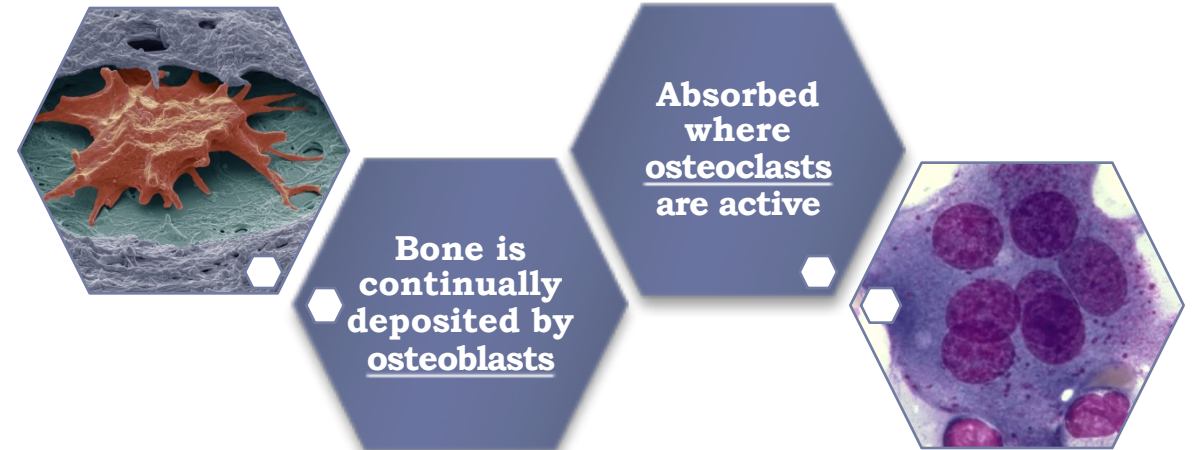 Bone is
continually
deposited by
osteoblasts
Absorbed
where
osteoclasts
are active